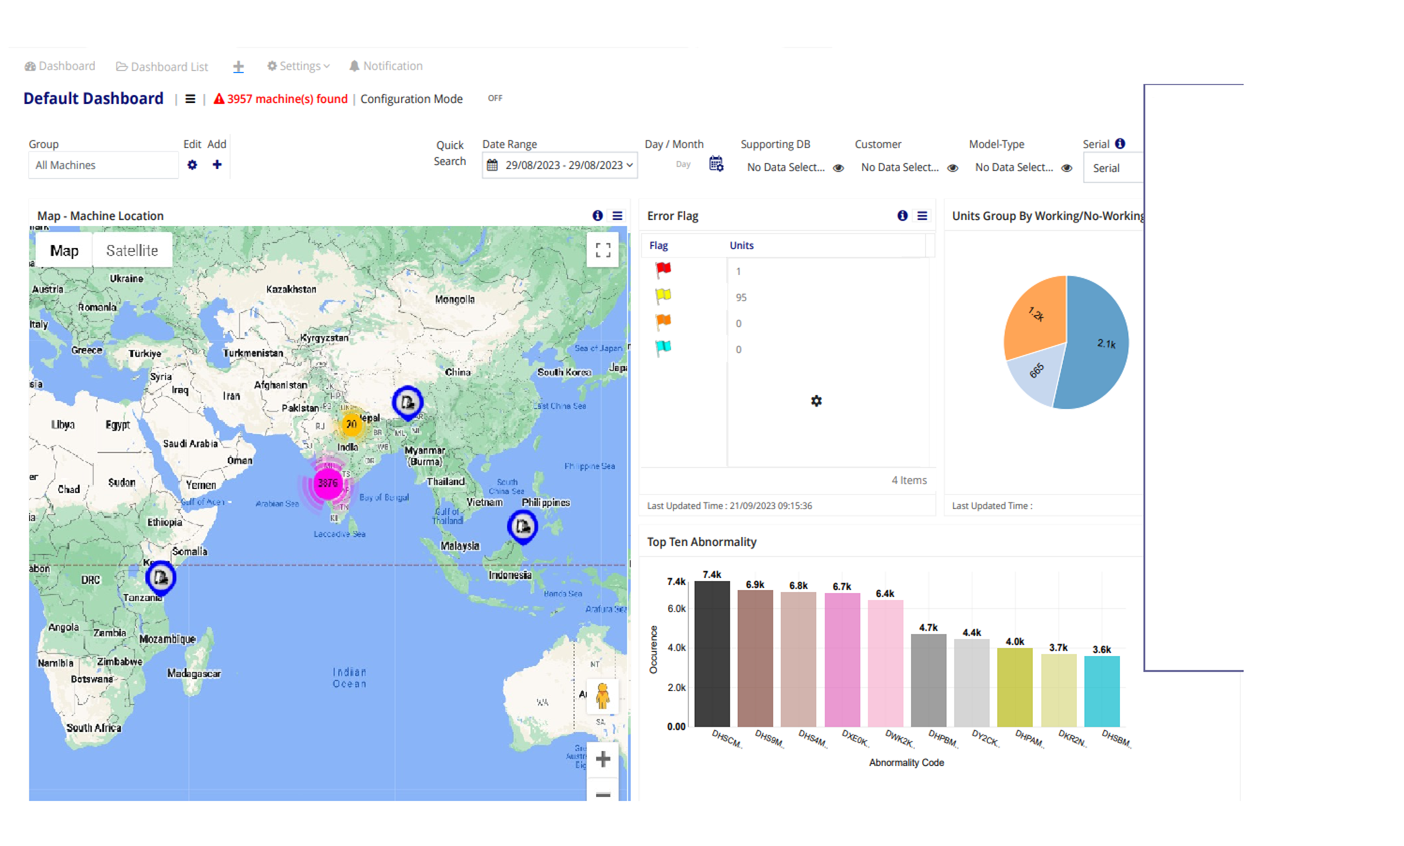 Dashboard Dashboard List + Settings Notification
Default Dashboard | | 3957 machine(s) found | Configuration Mode OFF
Group Edit Add Quick Search Date Range Day / Month Supporting DB Customer Model-Type Serial
All Machines 29/08/2023 - 29/08/2023 Day No Data Select... No Data Select... No Data Select... Serial
Map - Machine Location
Map Satellite
Ukraine
Austria
Kazakhstan
Mongolia
Romania
Italy
Kyrgyzstan
Greece
Türkiye
Turkmenistan
Sea of Japan
Syria
China
South Korea
Iraq
Iran
Afghanistan
Pakistan
East China Sea
Libya
Egypt
20
Saudi Arabia
India
Myanmar
(Burma)
Oman
Philippine Sea
Chad
Sudan
Yemen
3876
Thailand
South
China Sea
Arabian Sea
Bay of Bengal
Gulf of Aden
Vietnam
Philippines
Gulf of
Thailand
Ethiopia
Laccadive Sea
Somalia
Malaysia
DRC
Indonesia
Tanzania
Banda Sea
Arafura Sea
Angola
Zambia
Mozambique
Namibia
Zimbabwe
Botswana
Madagascar
Indian
Ocean
NT
WA
SA
South Africa
Error Flag
Flag Units
1
95
0
0
4 Items
Last Updated Time : 21/09/2023 09:15:36
Units Group By Working/No-Working
1.2k
2.1k
665
Last Updated Time :
Top Ten Abnormality
Occurence
7.4k
6.0k
4.0k
2.0k
0.00
7.4k 6.9k 6.8k 6.7k 6.4k 4.7k 4.4k 4.0k 3.7k 3.6k
DHSCM.. DHS9M.. DHS4M.. DXE0K.. DWK2K.. DHPBM.. DY2CK.. DHPAM.. DKR2N.. DHSBM..
Abnormality Code